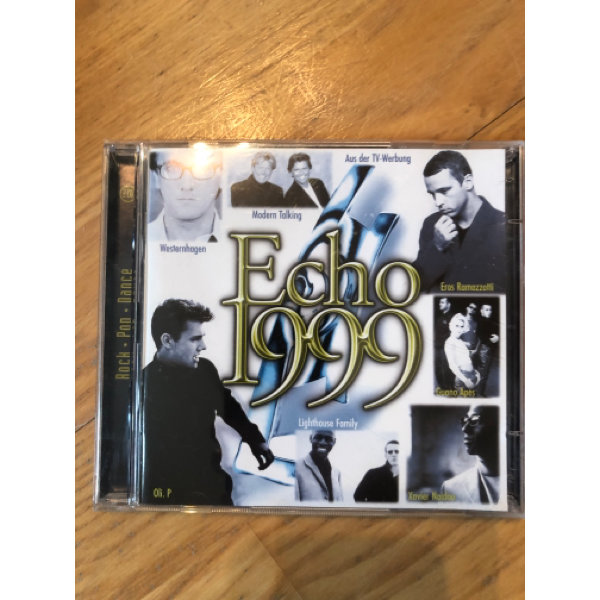 Aus der TV-Werbung
Modern Talking
Westernhagen
Echo
1999
Eros Ramazzotti
Guano Apes
Lighthouse Family
Oli. P
Xavier Naidoo
Rock • Pop • Dance